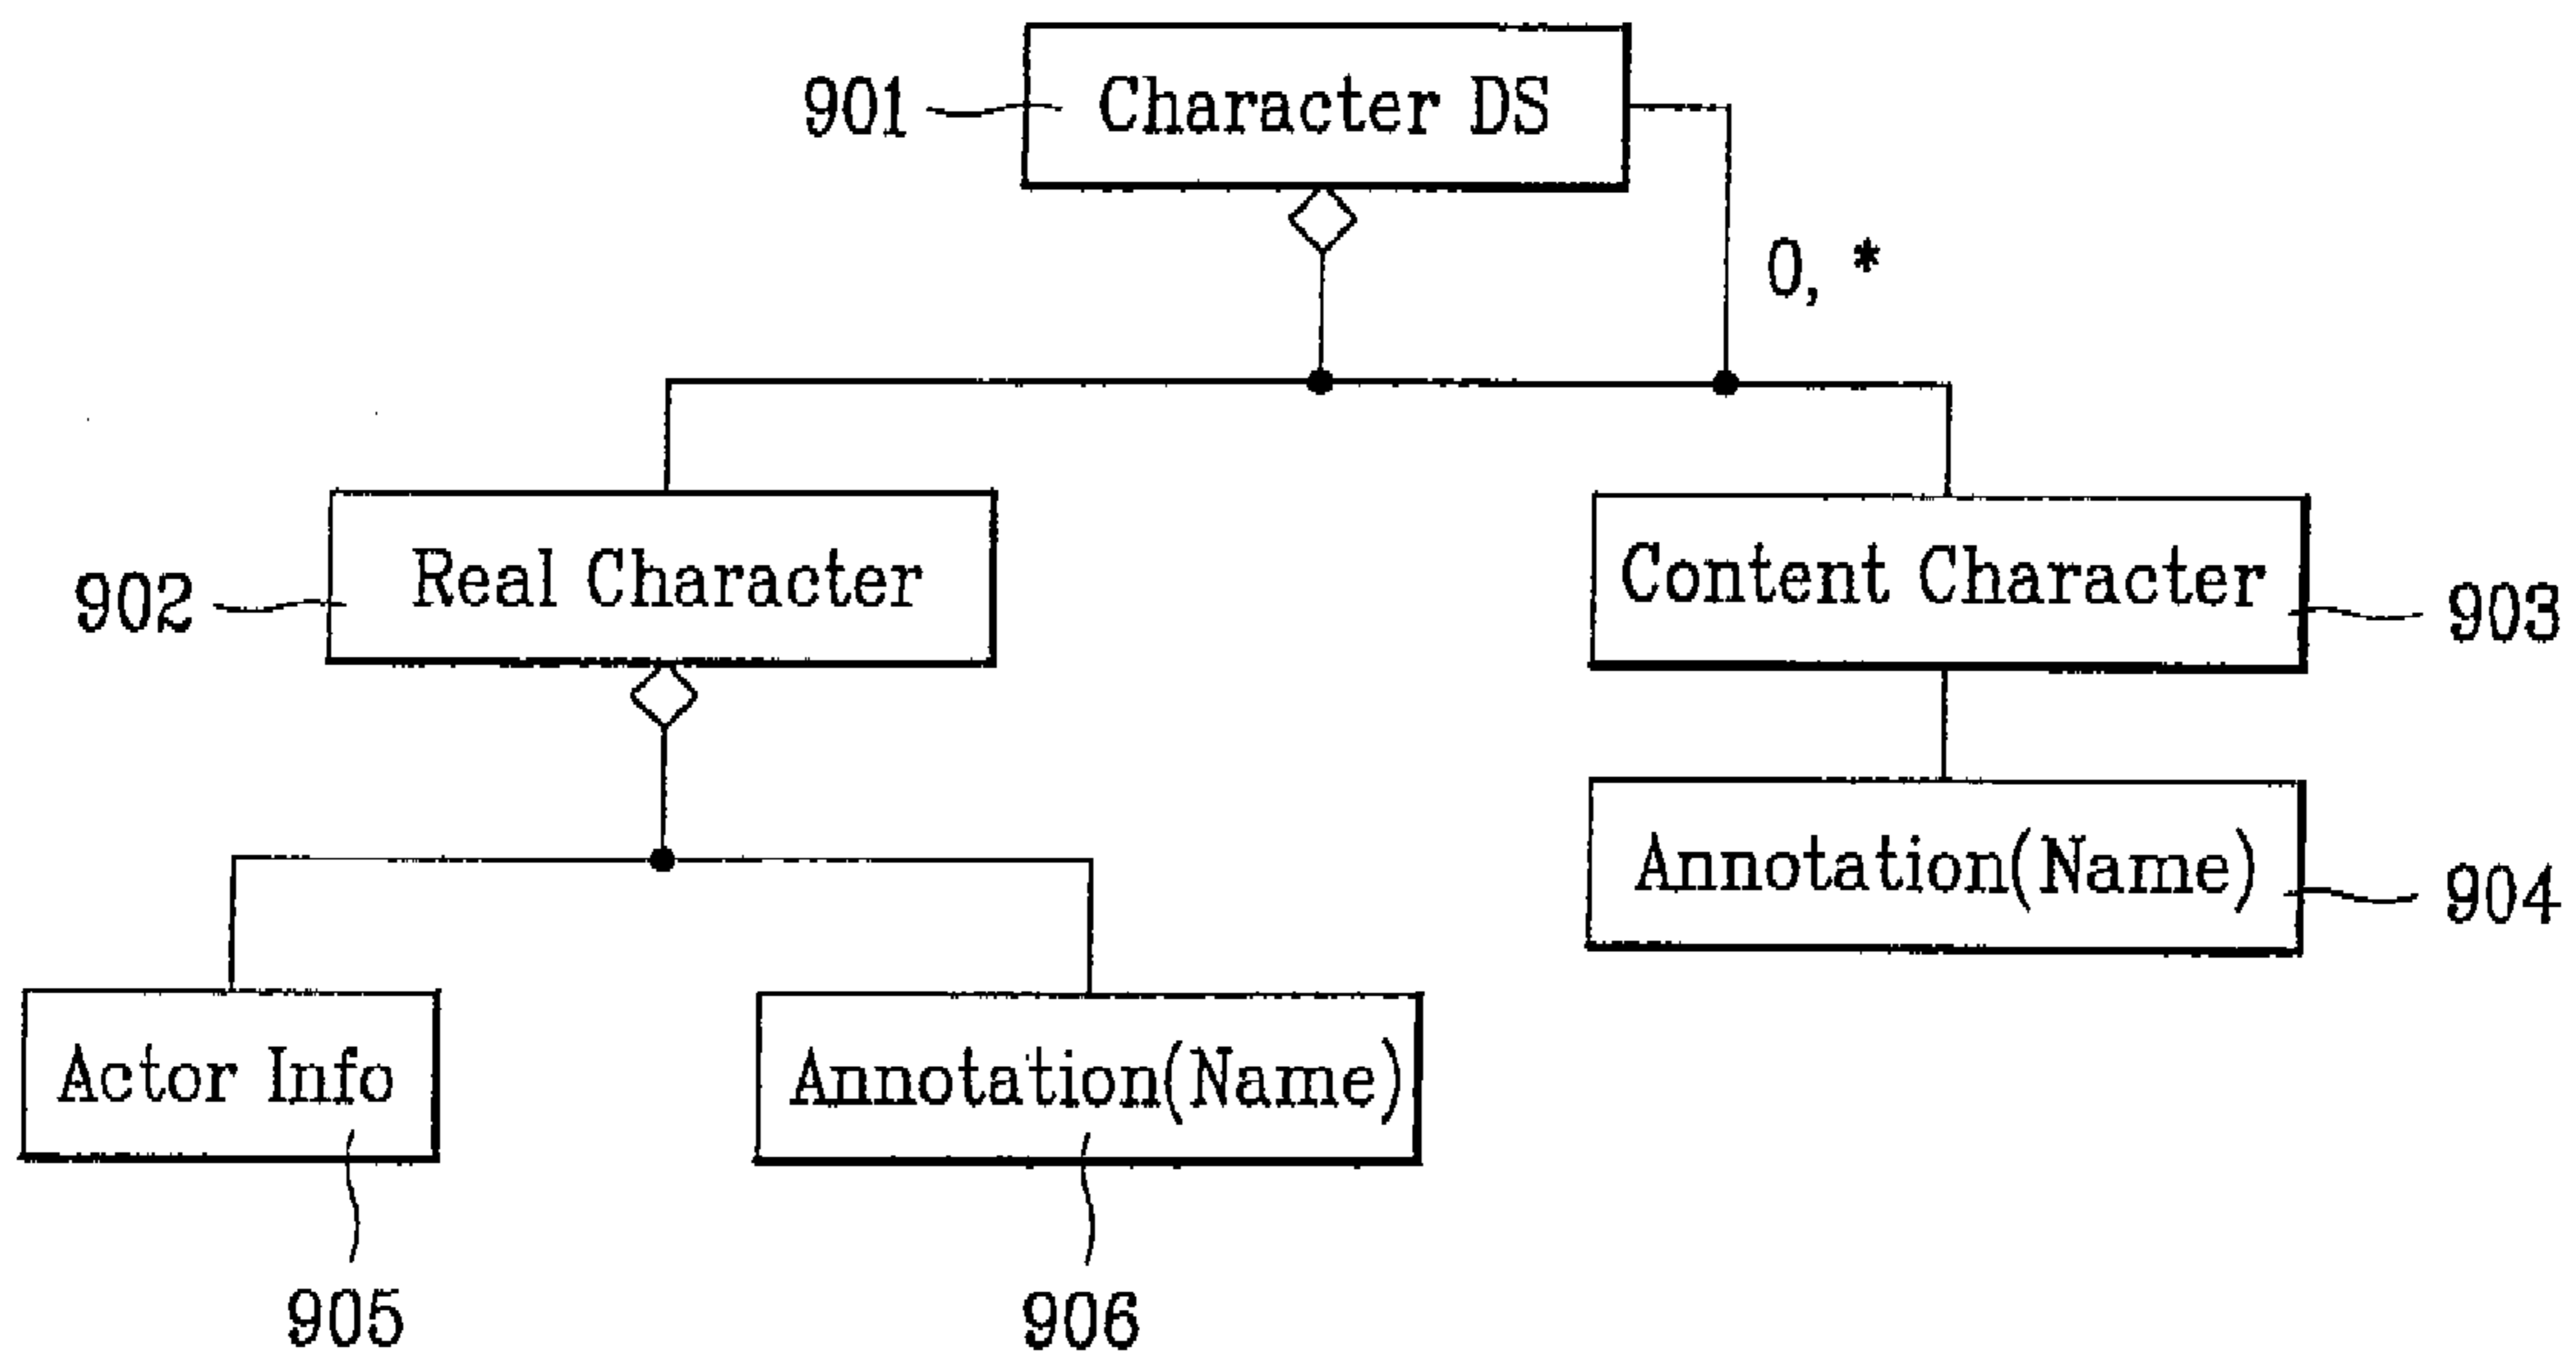 901
Character DS
0, *
902
Real Character
Content Character
903
Annotation(Name)
904
Actor Info
Annotation(Name)
905
906